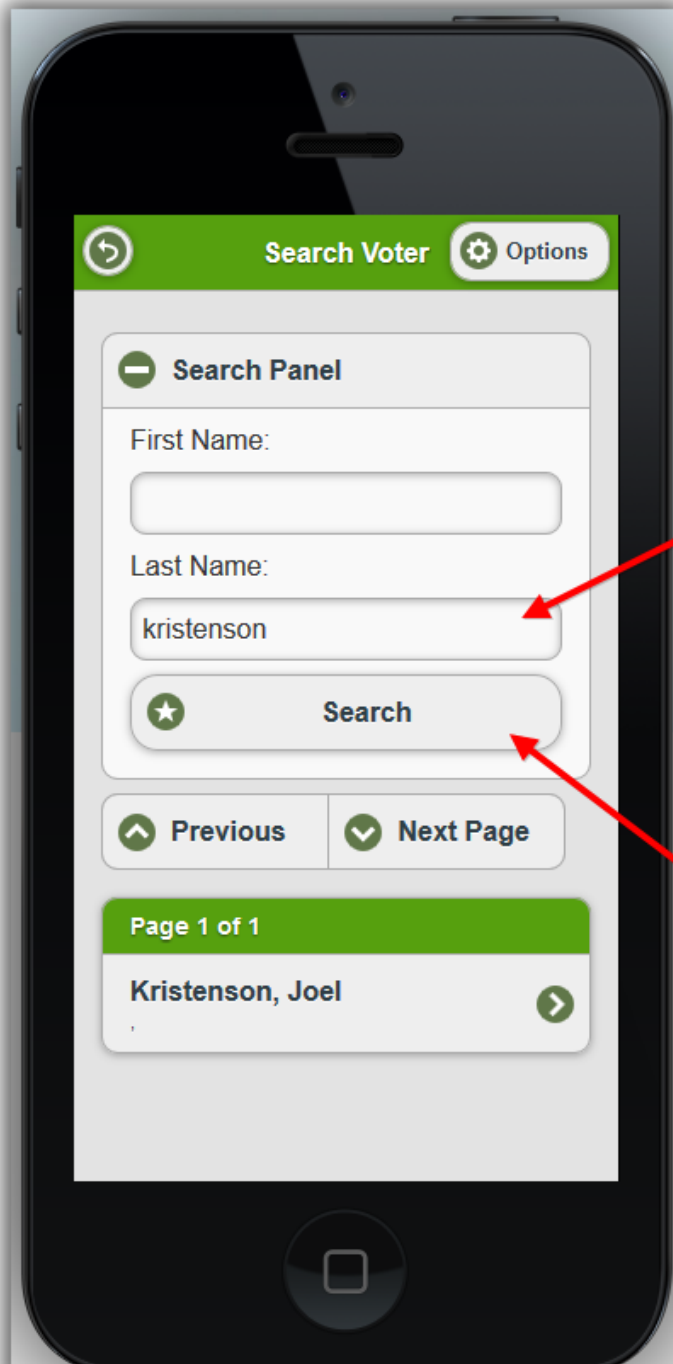 Search Voter Options
Search Panel
First Name:
Last Name:
kristenson
Search
Previous Next Page
Page 1 of 1
Kristenson, Joel
,